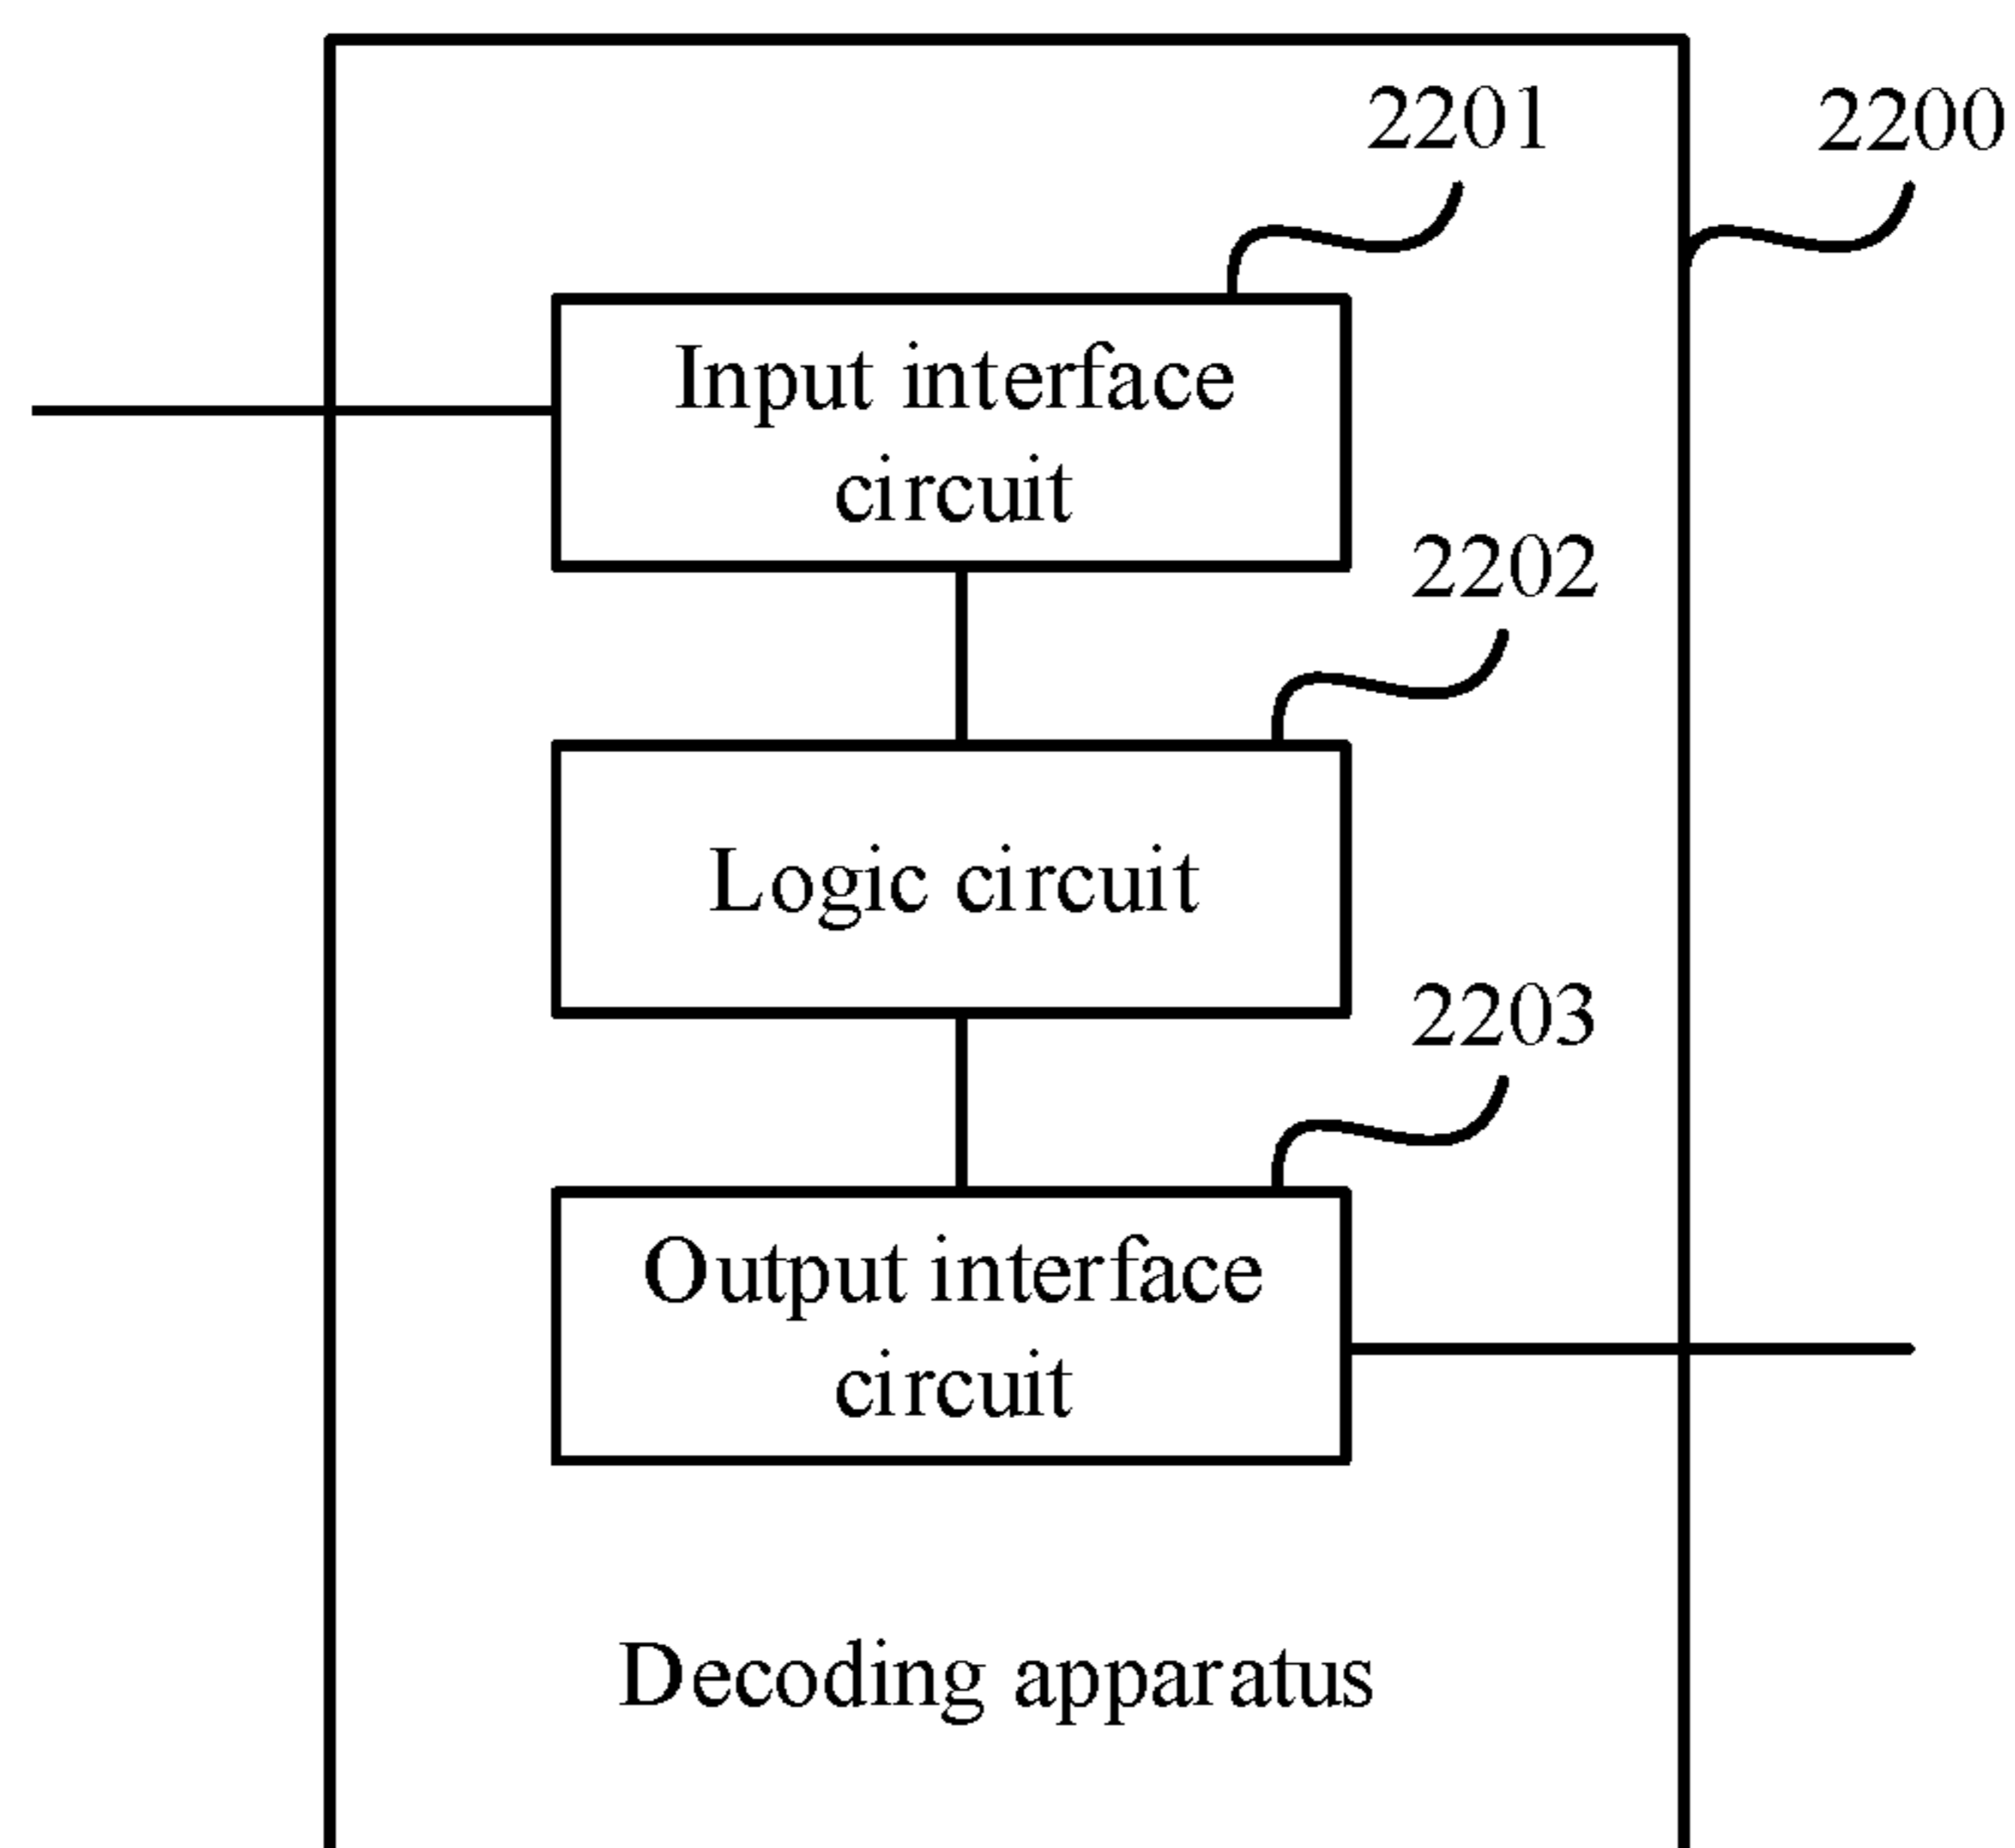 2201
2200
Input interface
circuit
2202
Logic circuit
2203
Output interface
circuit
Decoding apparatus